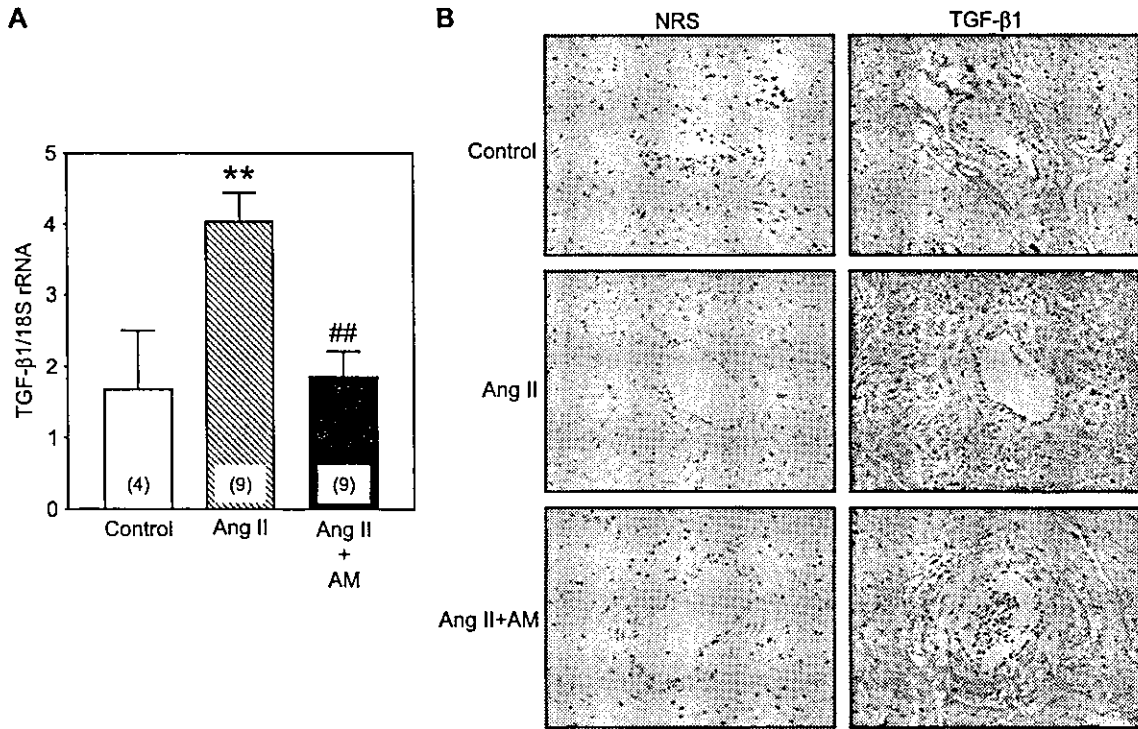 A
TGF-β1/18S rRNA
5
4
3
2
1
0
**
##
(4)
(9)
(9)
Control
Ang II
Ang II
+
AM
B
NRS
TGF-β1
Control
Ang II
Ang II+AM